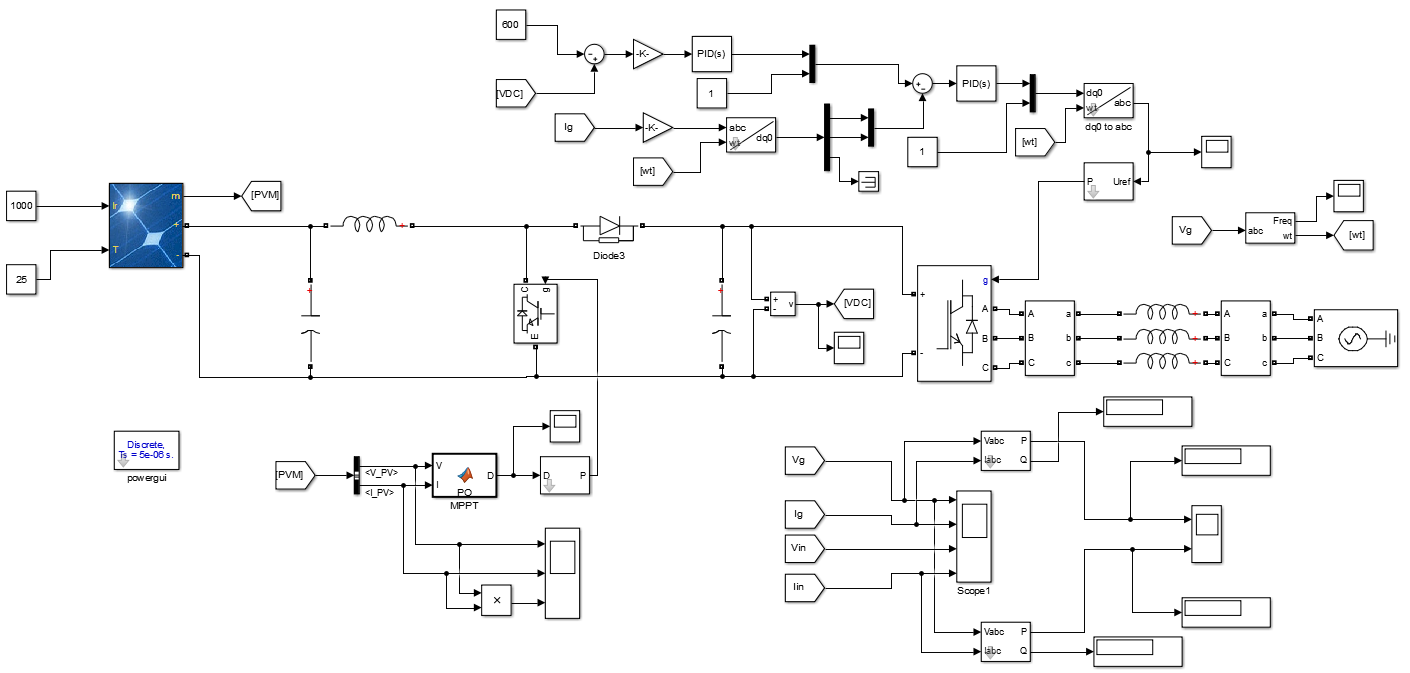 600
-K-
PID(s)
[VDC]
1
PID(s)
dq0
wt
abc
dq0 to abc
Ig
-K-
abc
wt
dq0
[wt]
1
[wt]
P
Uref
1000
25
Ir
T
m
+
-
[PVM]
Diode3
C
g
E
+
-
v
[VDC]
Vg
abc
Freq
wt
[wt]
g
+
-
A
B
C
A
B
C
a
b
c
A
B
C
a
b
c
A
B
C
Discrete,
Ts = 5e-06 s.
powergui
[PVM]
<V_PV>
<I_PV>
V
I
PO
D
MPPT
D
P
×
Vg
Ig
Vin
Iin
Vabc
Iabc
P
Q
Scope1
Vabc
Iabc
P
Q